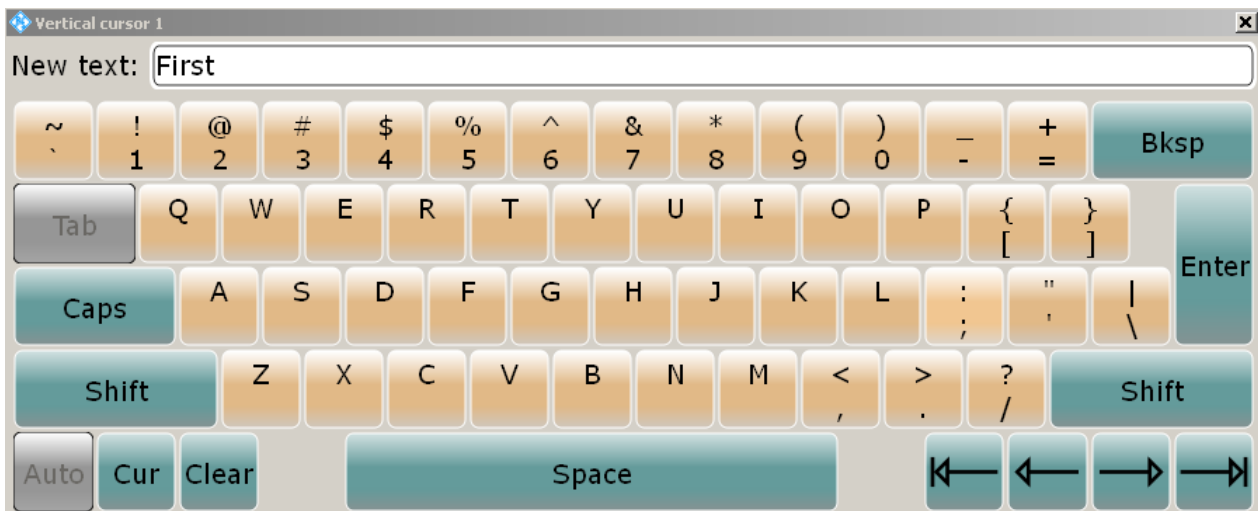 Vertical cursor 1
New text: First
~ ! @ # $ % ^ & * ( ) _ + Bksp
` 1 2 3 4 5 6 7 8 9 0 - =
Tab Q W E R T Y U I O P { } Enter
[ ]
Caps A S D F G H J K L : " |
; ' \
Shift Z X C V B N M < > ? Shift
, . /
Auto Cur Clear Space